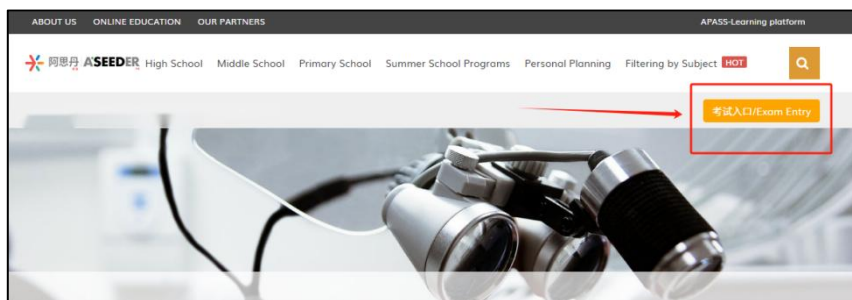 ABOUT US ONLINE EDUCATION OUR PARTNERS APASS-Learning platform
阿思丹 A'SEEDER High School Middle School Primary School Summer School Programs Personal Planning Filtering by Subject HOT
考试入口/Exam Entry